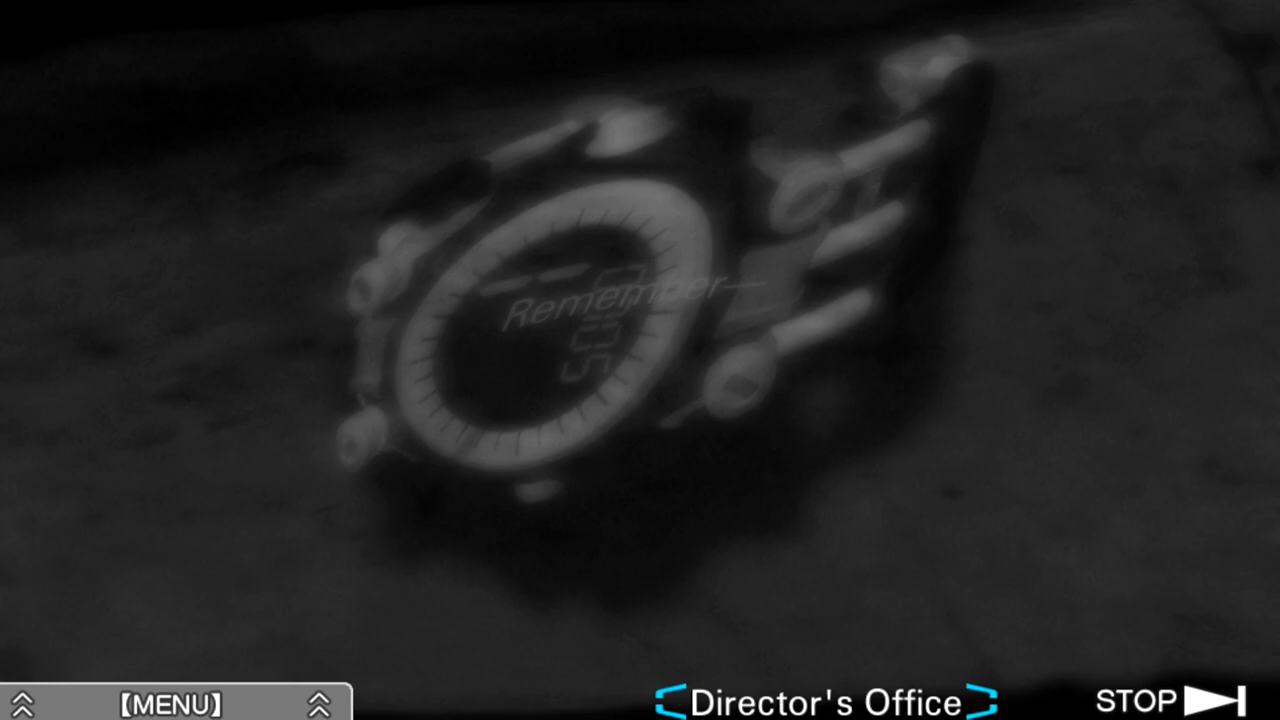 Remember—
【MENU】
Director's Office
STOP